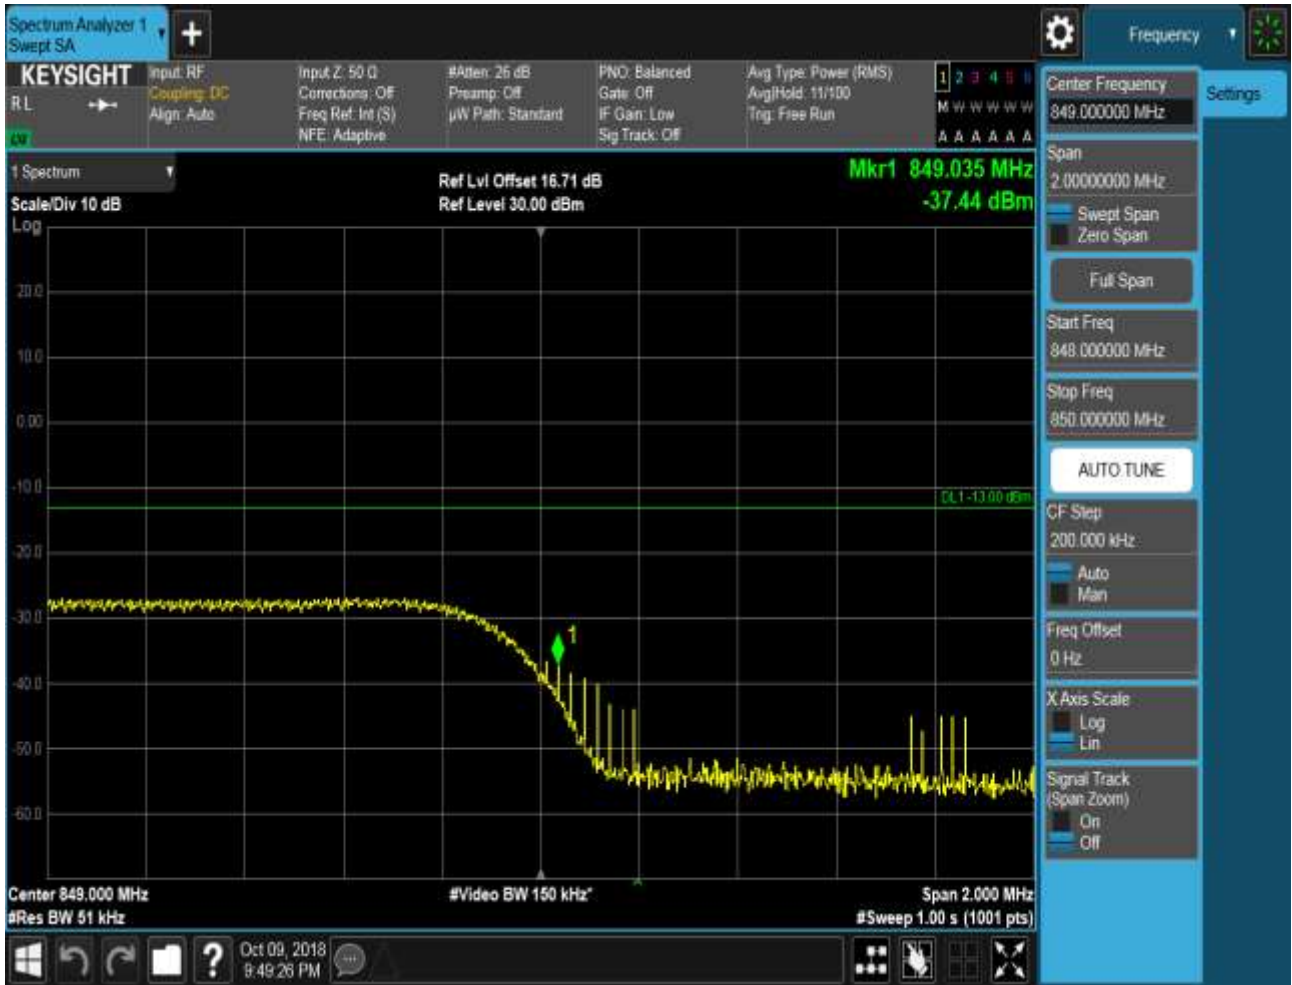 Spectrum Analyzer 1
Swept SA
+
Frequency
KEYSIGHT
RL
Input: RF
Coupling: DC
Align: Auto
Input Z: 50 Ω
Corrections: Off
Freq Ref: Int (S)
NFE: Adaptive
#Atten: 26 dB
Preamp: Off
µW Path: Standard
PNO: Balanced
Gate: Off
IF Gain: Low
Sig Track: Off
Avg Type: Power (RMS)
Avg|Hold: 11/100
Trig: Free Run
1 2 3 4 5 6
M W W W W W
A A A A A A
1 Spectrum
Scale/Div 10 dB
Log
Ref Lvl Offset 16.71 dB
Ref Level 30.00 dBm
Mkr1 849.035 MHz
-37.44 dBm
20.0
10.0
0.00
-10.0
DL1 -13.00 dBm
-20.0
-30.0
1
-40.0
-50.0
-60.0
Center 849.000 MHz
#Video BW 150 kHz*
Span 2.000 MHz
#Res BW 51 kHz
#Sweep 1.00 s (1001 pts)
?
Oct 09, 2018
9:49:26 PM
Settings
Center Frequency
849.000000 MHz
Span
2.00000000 MHz
Swept Span
Zero Span
Full Span
Start Freq
848.000000 MHz
Stop Freq
850.000000 MHz
AUTO TUNE
CF Step
200.000 kHz
Auto
Man
Freq Offset
0 Hz
X Axis Scale
Log
Lin
Signal Track
(Span Zoom)
On
Off